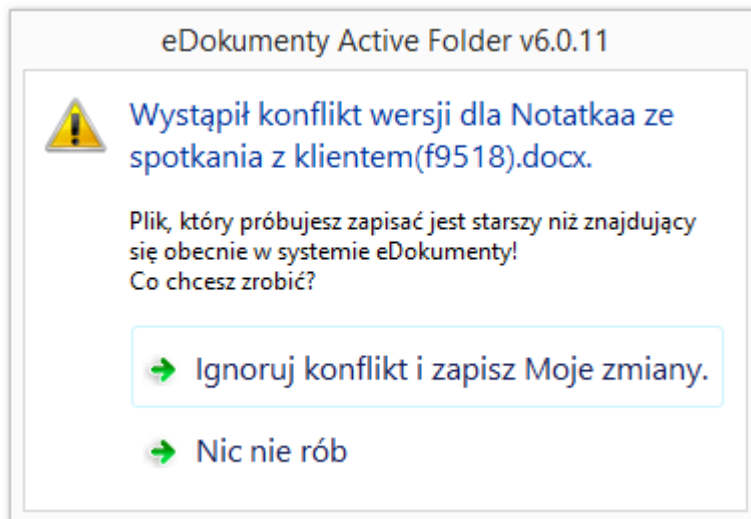 eDokumenty Active Folder v6.0.11
Wystąpił konflikt wersji dla Notatkaa ze
spotkania z klientem(f9518).docx.
Plik, który próbujesz zapisać jest starszy niż znajdujący
się obecnie w systemie eDokumenty!
Co chcesz zrobić?
Ignoruj konflikt i zapisz Moje zmiany.
Nic nie rób